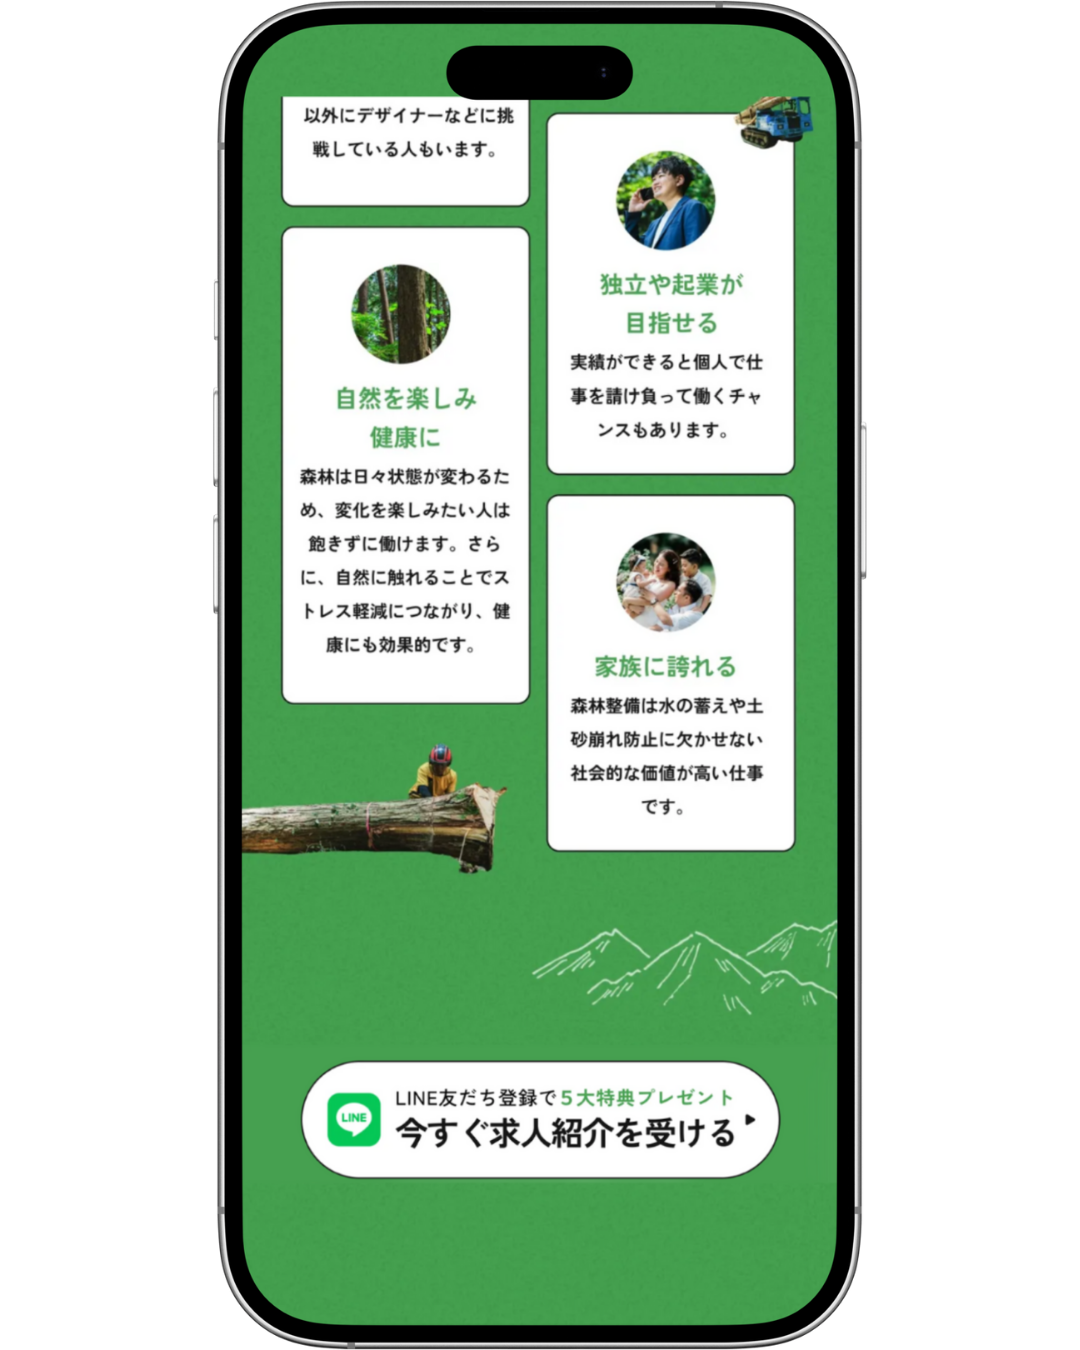 以外にデザイナーなどに挑
戦している人もいます。
自然を楽しみ
健康に
森林は日々状態が変わるた
め、変化を楽しみたい人は
飽きずに働けます。さら
に、自然に触れることでス
トレス軽減につながり、健
康にも効果的です。
独立や起業が
目指せる
実績ができると個人で仕
事を請け負って働くチャ
ンスもあります。
家族に誇れる
森林整備は水の蓄えや土
砂崩れ防止に欠かせない
社会的な価値が高い仕事
です。
LINE
LINE友だち登録で５大特典プレゼント
今すぐ求人紹介を受ける